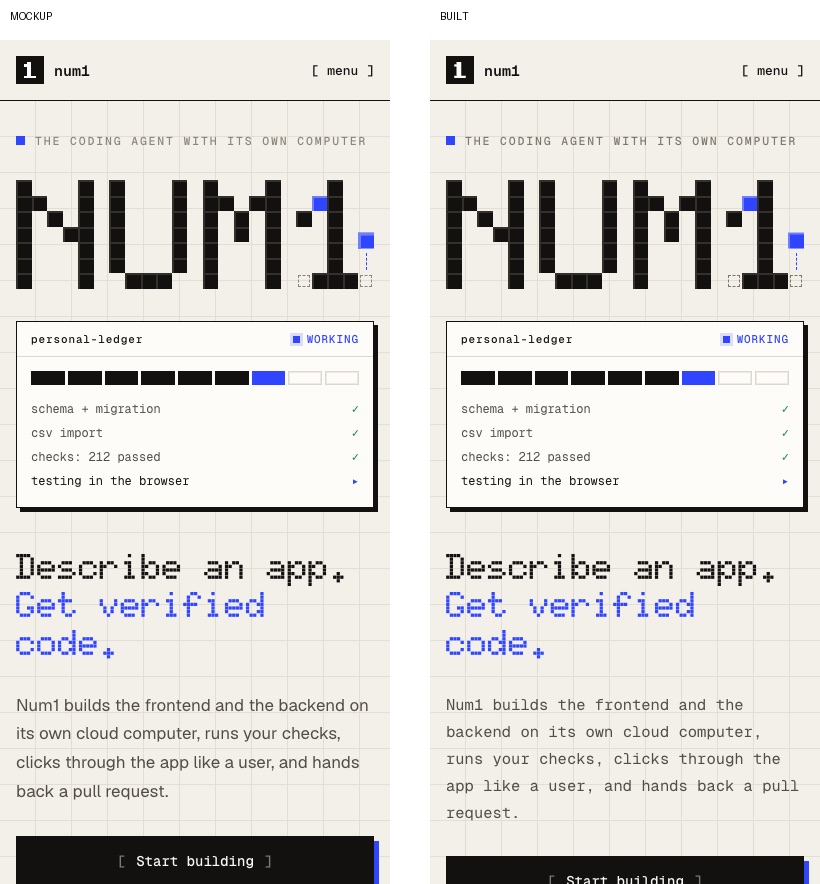 MOCKUP
1 num1 [ menu ]
THE CODING AGENT WITH ITS OWN COMPUTER
NUM1
personal-ledger WORKING
schema + migration ✓
csv import ✓
checks: 212 passed ✓
testing in the browser ▸
Describe an app.
Get verified
code.
Num1 builds the frontend and the backend on
its own cloud computer, runs your checks,
clicks through the app like a user, and hands
back a pull request.
[ Start building ]
BUILT
1 num1 [ menu ]
THE CODING AGENT WITH ITS OWN COMPUTER
NUM1
personal-ledger WORKING
schema + migration ✓
csv import ✓
checks: 212 passed ✓
testing in the browser ▸
Describe an app.
Get verified
code.
Num1 builds the frontend and the
backend on its own cloud computer,
runs your checks, clicks through the
app like a user, and hands back a pull
request.
[ Start building ]